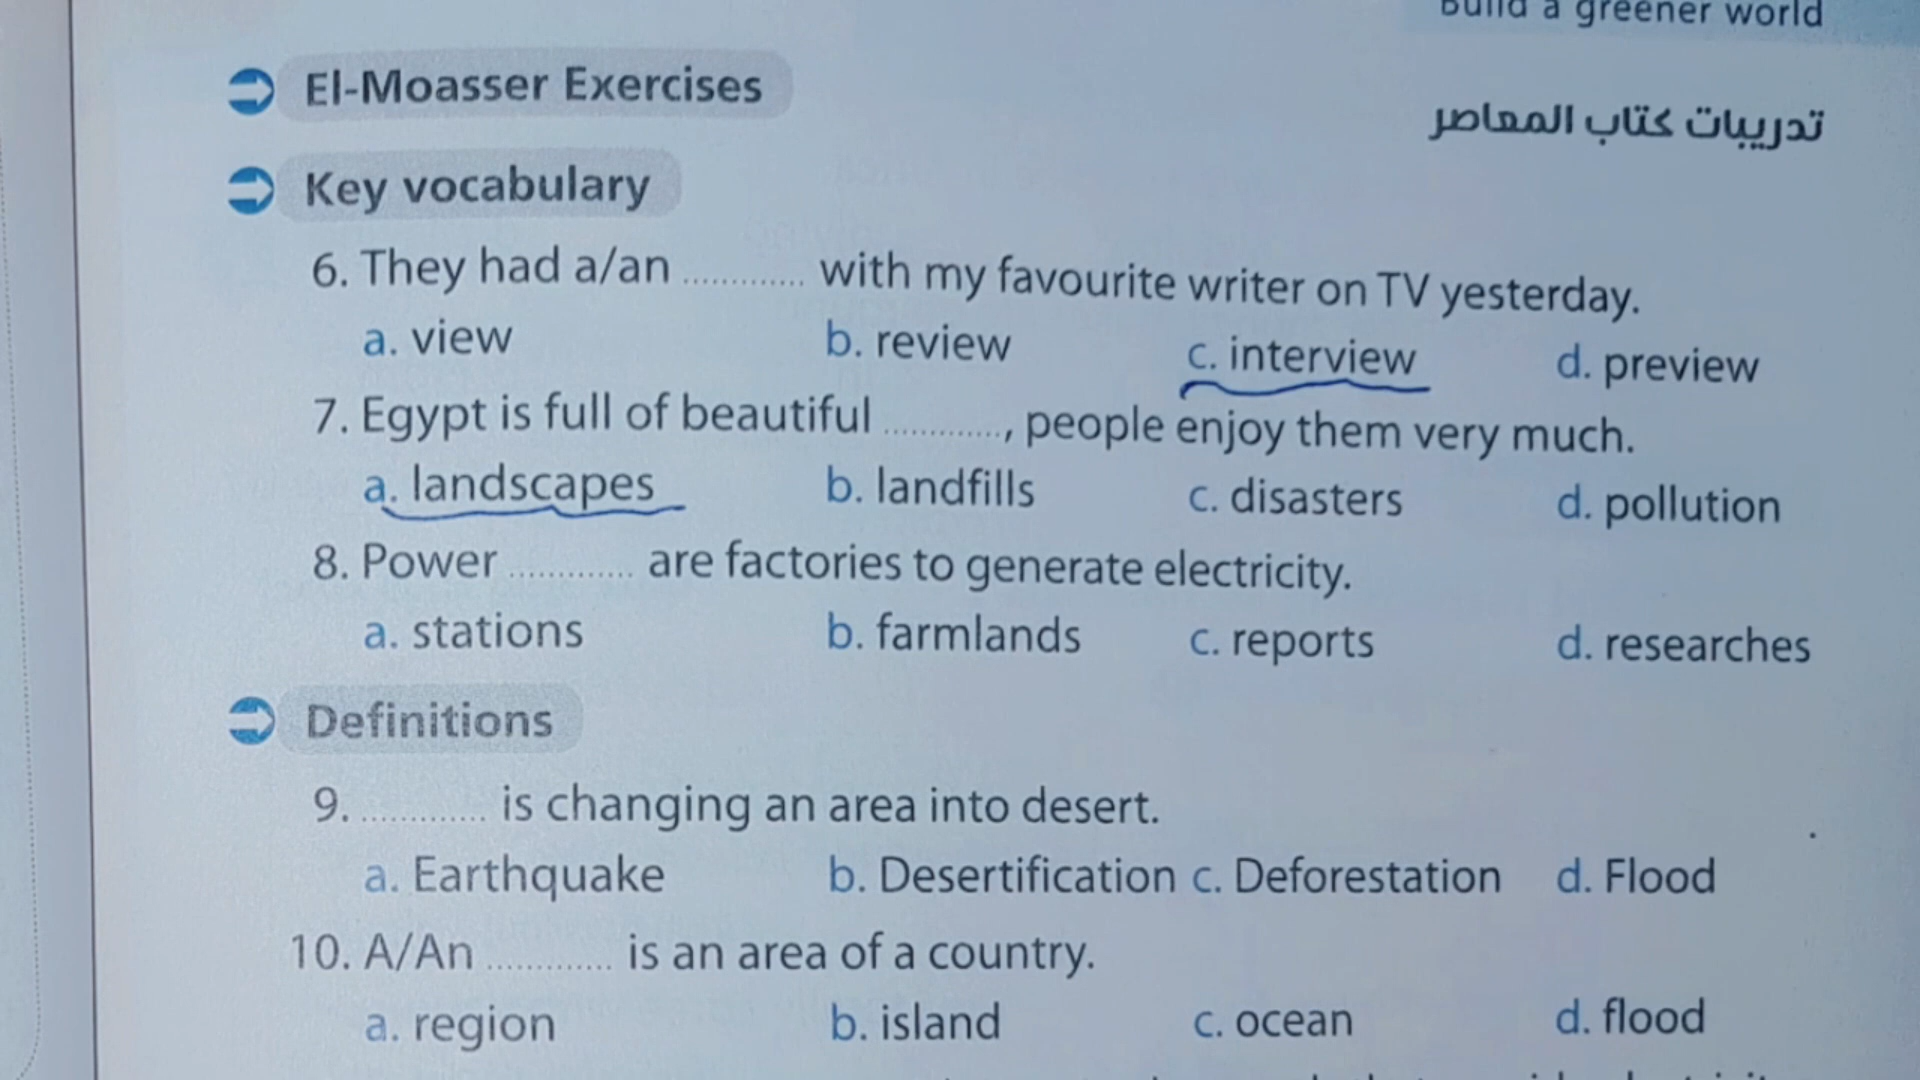 Build a greener world
El-Moasser Exercises
تدريبات كتاب المعاصر
Key vocabulary
6. They had a/an ............ with my favourite writer on TV yesterday.
a. view b. review c. interview d. preview
7. Egypt is full of beautiful ............, people enjoy them very much.
a. landscapes b. landfills c. disasters d. pollution
8. Power ............ are factories to generate electricity.
a. stations b. farmlands c. reports d. researches
Definitions
9. ............ is changing an area into desert.
a. Earthquake b. Desertification c. Deforestation d. Flood
10. A/An ............ is an area of a country.
a. region b. island c. ocean d. flood